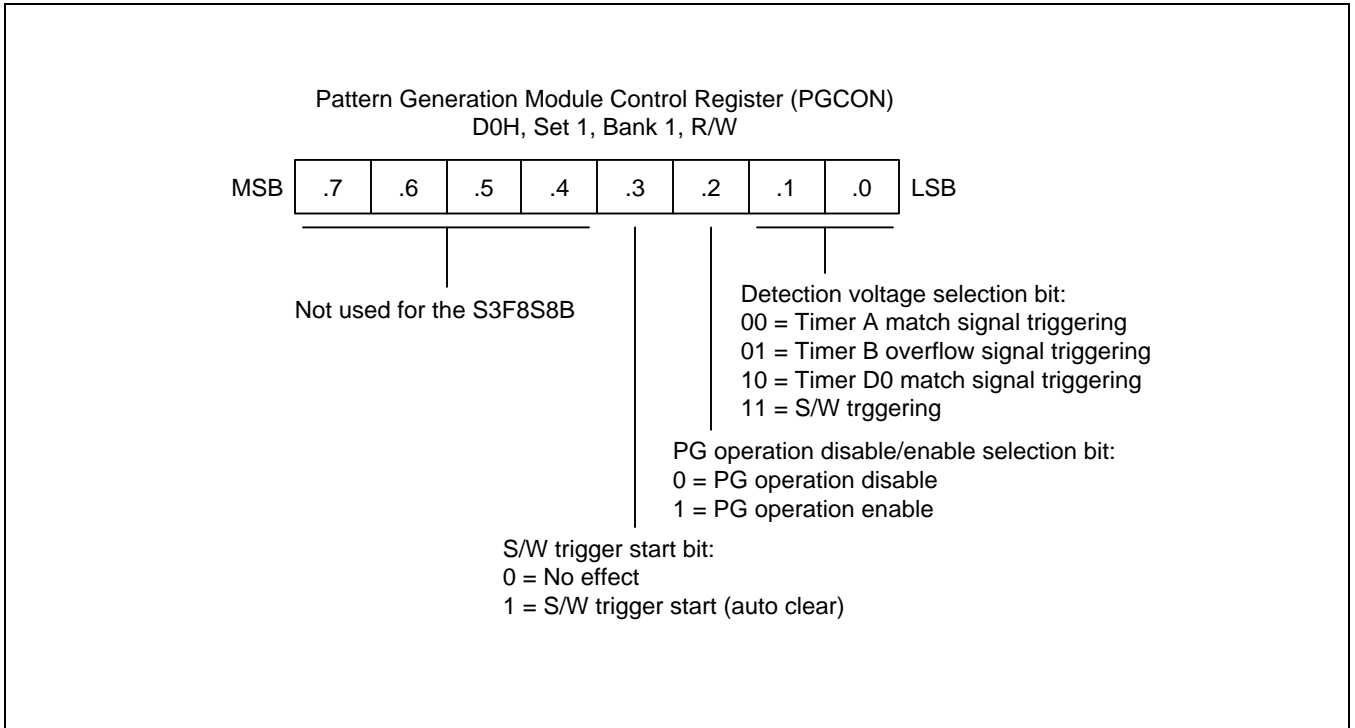 Pattern Generation Module Control Register (PGCON)
D0H, Set 1, Bank 1, R/W
MSB .7 .6 .5 .4 .3 .2 .1 .0 LSB
Not used for the S3F8S8B
Detection voltage selection bit:
00 = Timer A match signal triggering
01 = Timer B overflow signal triggering
10 = Timer D0 match signal triggering
11 = S/W trggering
PG operation disable/enable selection bit:
0 = PG operation disable
1 = PG operation enable
S/W trigger start bit:
0 = No effect
1 = S/W trigger start (auto clear)